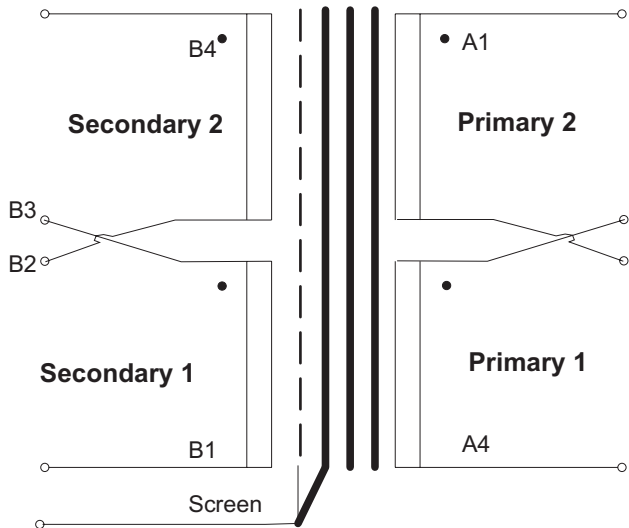 B4
A1
Secondary 2
Primary 2
B3
B2
Secondary 1
Primary 1
B1
A4
Screen